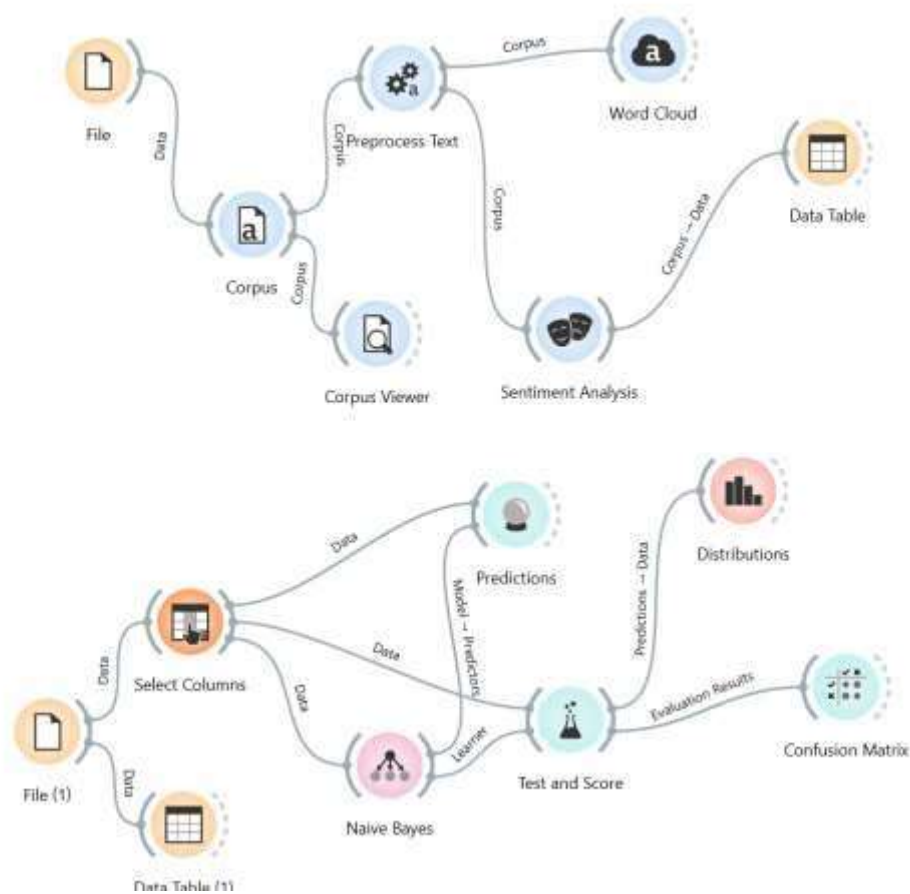 Corpus
a
a
Word Cloud
File
Data
Corpus
Preprocess Text
Corpus
Corpus → Data
Data Table
a
Corpus
Corpus
Corpus Viewer
Sentiment Analysis
Data
Predictions
Predictions → Data
Distributions
Model → Predictors
Data
Select Columns
Data
Data
Learner
Evaluation Results
Confusion Matrix
File (1)
Data
Naive Bayes
Test and Score
Data Table (1)